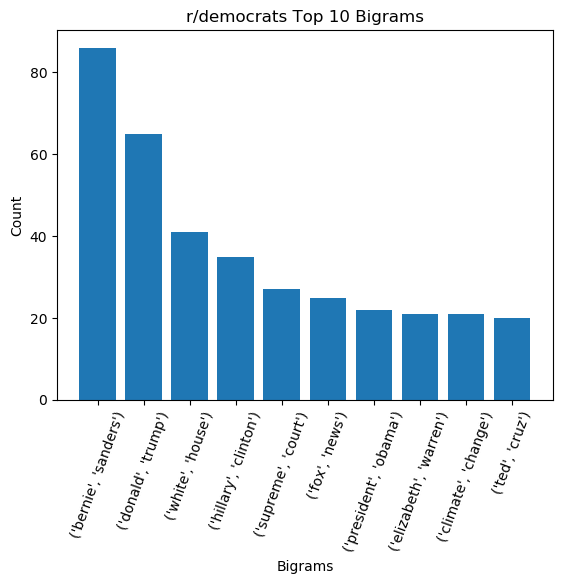 r/democrats Top 10 Bigrams
Count
80
60
40
20
0
('bernie', 'sanders')
('donald', 'trump')
('white', 'house')
('hillary', 'clinton')
('supreme', 'court')
('fox', 'news')
('president', 'obama')
('elizabeth', 'warren')
('climate', 'change')
('ted', 'cruz')
Bigrams